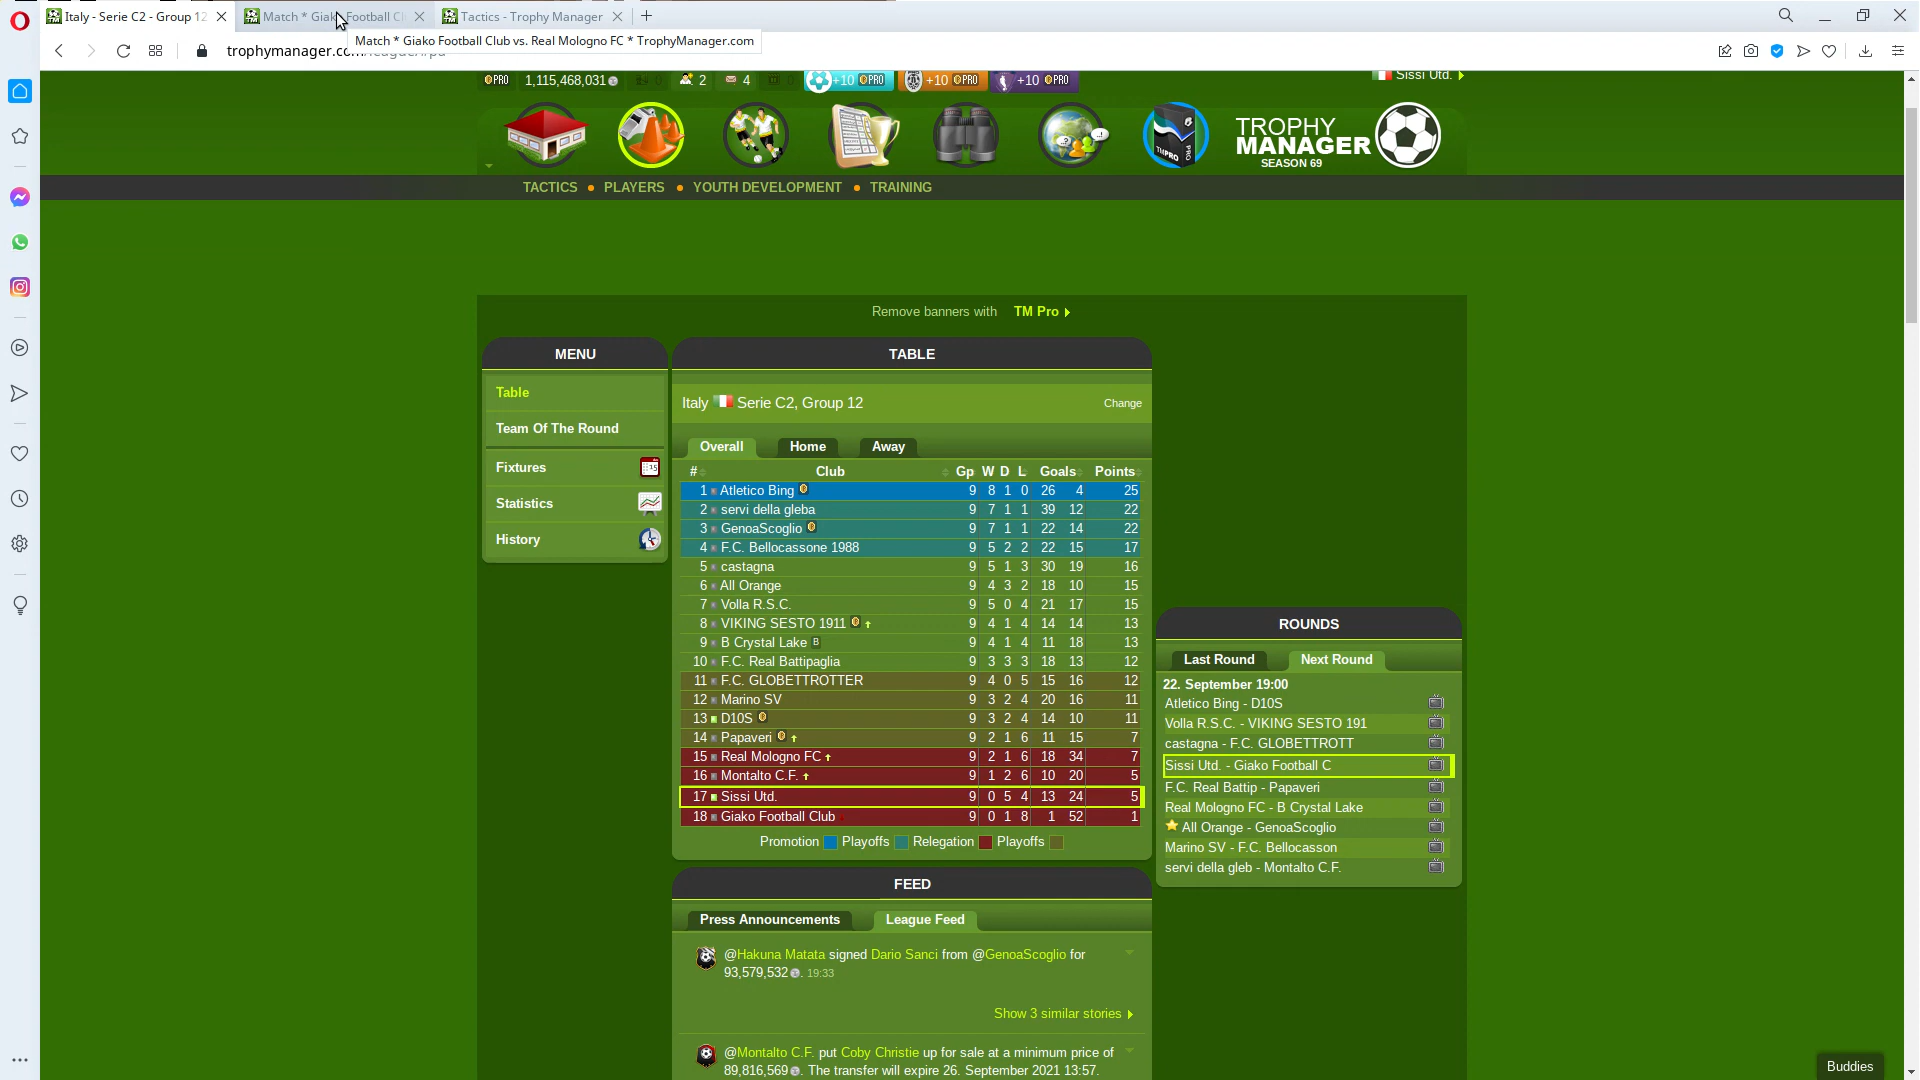 Italy - Serie C2 - Group 12
Match * Giako Football Cl
Tactics - Trophy Manager
Match * Giako Football Club vs. Real Mologno FC * TrophyManager.com
PRO 1,115,468,031 0 2 4 0 +10 PRO +10 PRO +10 PRO
Sissi Utd.
TROPHY
MANAGER
SEASON 69
TACTICS • PLAYERS • YOUTH DEVELOPMENT • TRAINING
Remove banners with TM Pro
MENU
Table
Team Of The Round
Fixtures
Statistics
History
TABLE
Italy Serie C2, Group 12 Change
Overall Home Away
# Club Gp W D L Goals Points
1 Atletico Bing 9 8 1 0 26 4 25
2 servi della gleba 9 7 1 1 39 12 22
3 GenoaScoglio 9 7 1 1 22 14 22
4 F.C. Bellocassone 1988 9 5 2 2 22 15 17
5 castagna 9 5 1 3 30 19 16
6 All Orange 9 4 3 2 18 10 15
7 Volla R.S.C. 9 5 0 4 21 17 15
8 VIKING SESTO 1911 9 4 1 4 14 14 13
9 B Crystal Lake B 9 4 1 4 11 18 13
10 F.C. Real Battipaglia 9 3 3 3 18 13 12
11 F.C. GLOBETTROTTER 9 4 0 5 15 16 12
12 Marino SV 9 3 2 4 20 16 11
13 D10S 9 3 2 4 14 10 11
14 Papaveri 9 2 1 6 11 15 7
15 Real Mologno FC 9 2 1 6 18 34 7
16 Montalto C.F. 9 1 2 6 10 20 5
17 Sissi Utd. 9 0 5 4 13 24 5
18 Giako Football Club 9 0 1 8 1 52 1
Promotion Playoffs Relegation Playoffs
ROUNDS
Last Round Next Round
22. September 19:00
Atletico Bing - D10S
Volla R.S.C. - VIKING SESTO 191
castagna - F.C. GLOBETTROTT
Sissi Utd. - Giako Football C
F.C. Real Battip - Papaveri
Real Mologno FC - B Crystal Lake
All Orange - GenoaScoglio
Marino SV - F.C. Bellocasson
servi della gleb - Montalto C.F.
FEED
Press Announcements League Feed
@Hakuna Matata signed Dario Sanci from @GenoaScoglio for
93,579,532. 19:33
Show 3 similar stories
@Montalto C.F. put Coby Christie up for sale at a minimum price of
89,816,569. The transfer will expire 26. September 2021 13:57.
Buddies